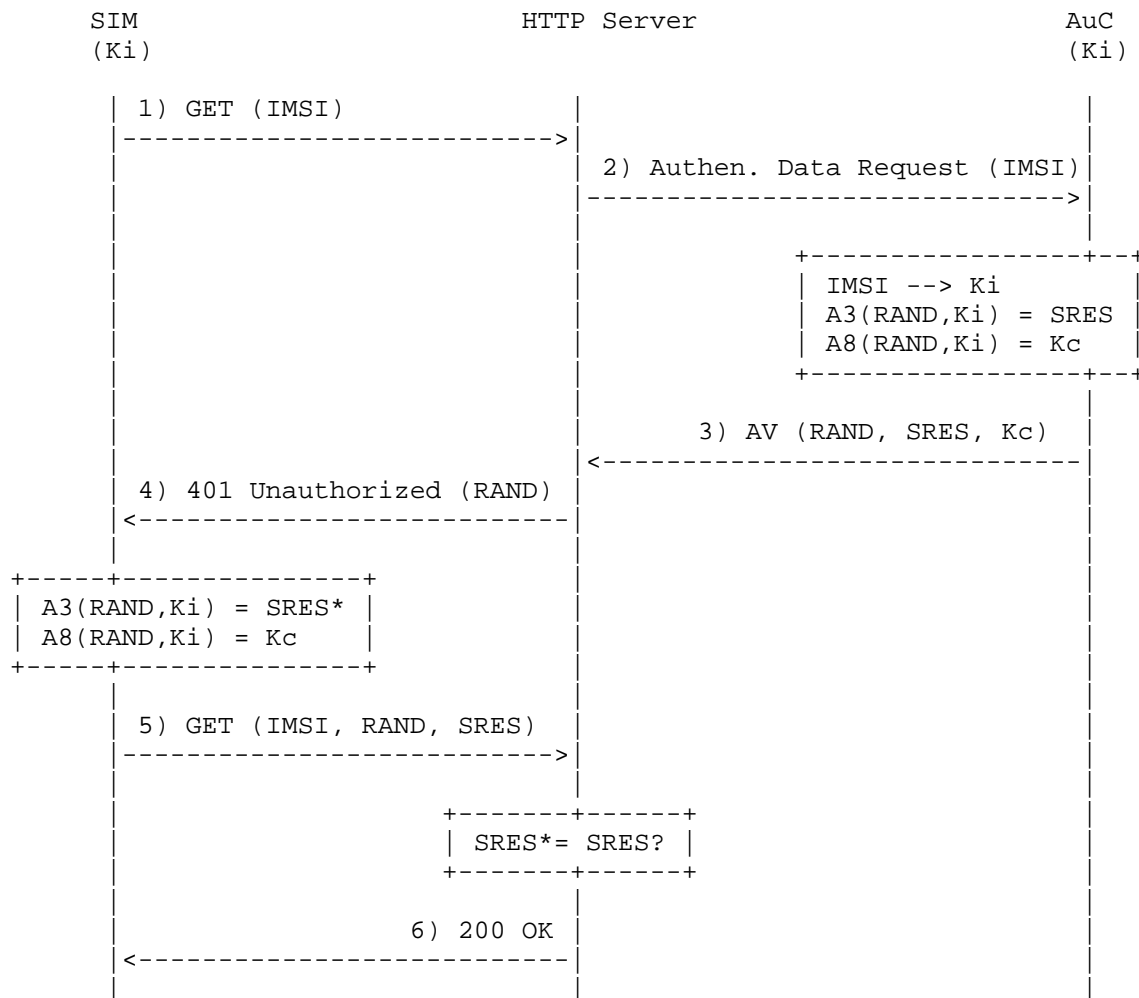 SIM HTTP Server AuC
(Ki) (Ki)
1) GET (IMSI)
2) Authen. Data Request (IMSI)
IMSI --> Ki
A3(RAND,Ki) = SRES
A8(RAND,Ki) = Kc
3) AV (RAND, SRES, Kc)
4) 401 Unauthorized (RAND)
A3(RAND,Ki) = SRES*
A8(RAND,Ki) = Kc
5) GET (IMSI, RAND, SRES)
SRES*= SRES?
6) 200 OK